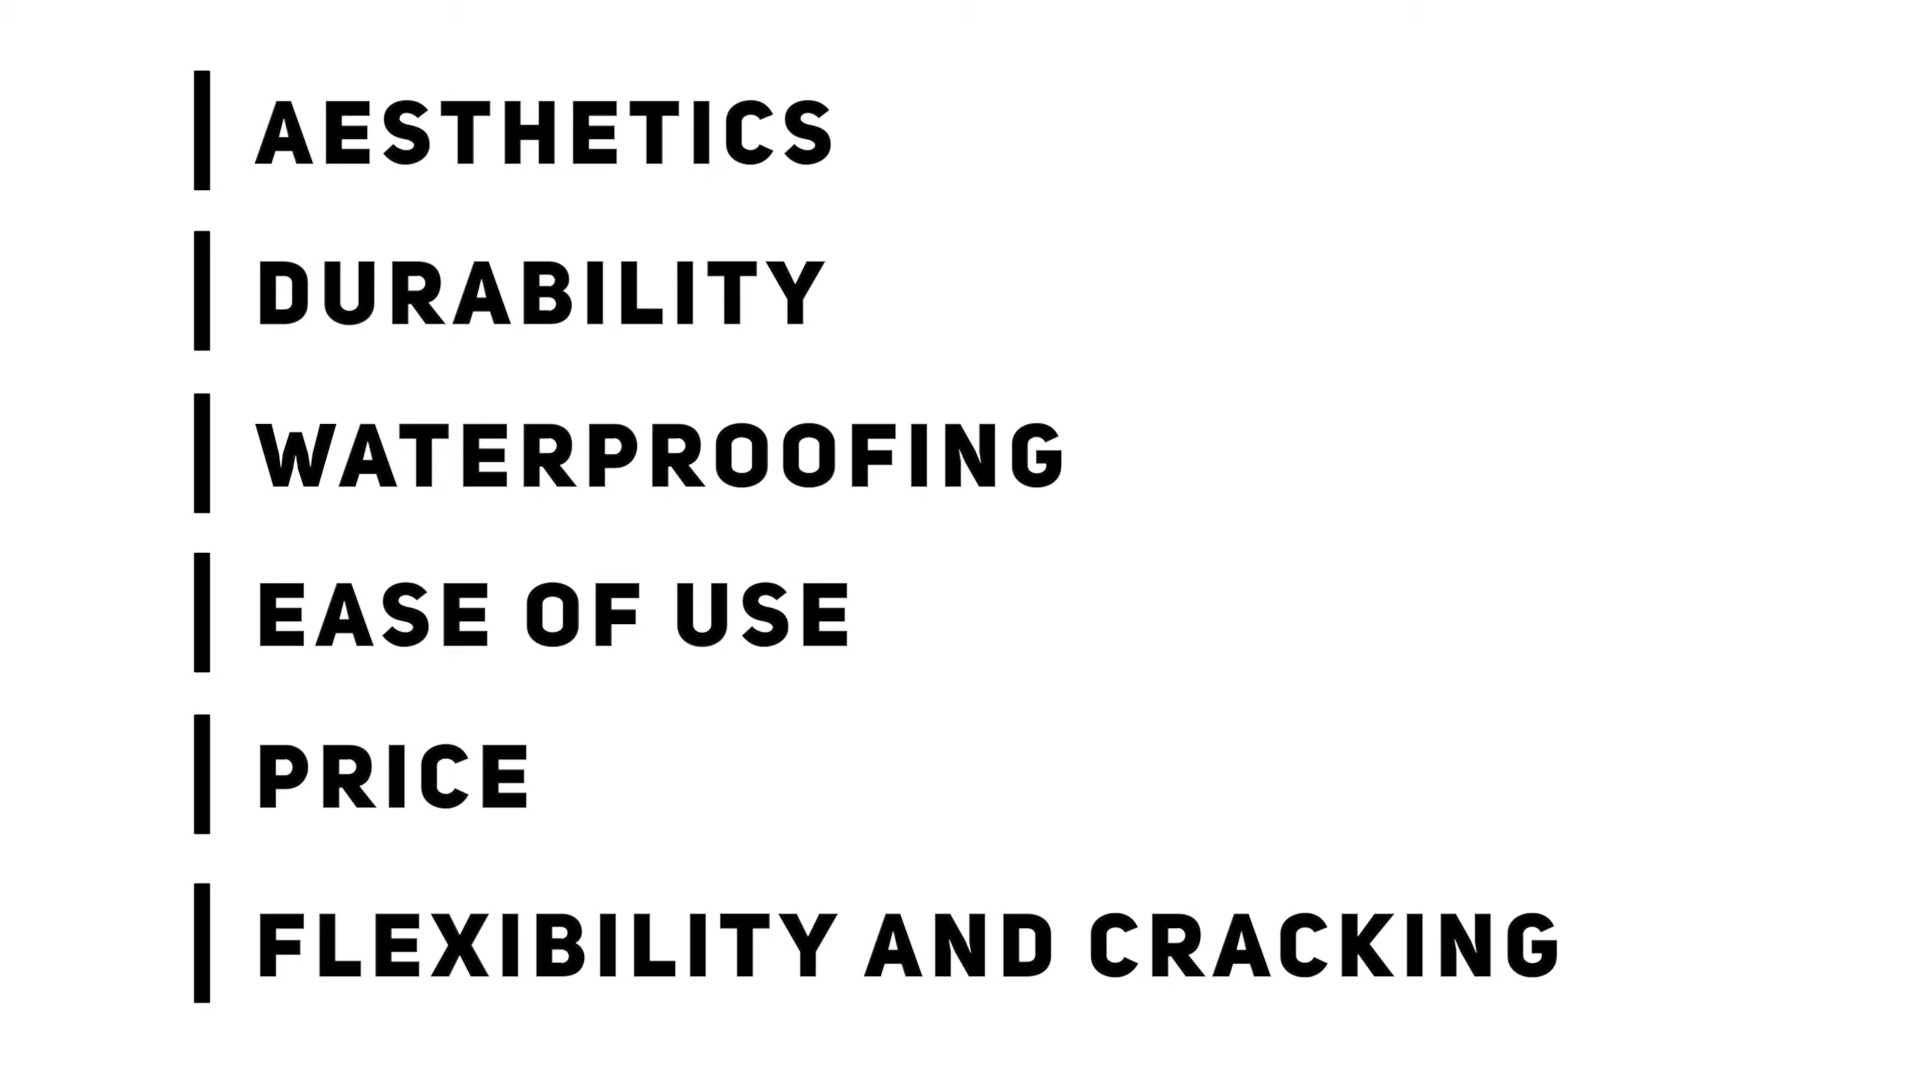 AESTHETICS
DURABILITY
WATERPROOFING
EASE OF USE
PRICE
FLEXIBILITY AND CRACKING